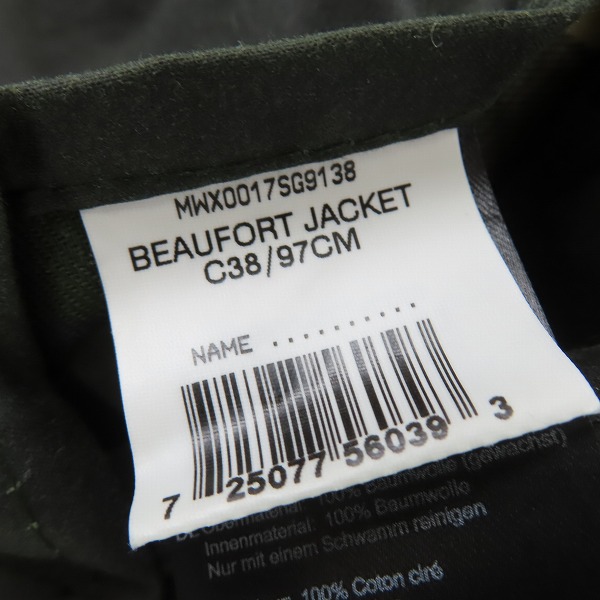 MWX0017SG9138
BEAUFORT JACKET
C38/97CM
NAME ..........
7 25077 56039 3
DE Obermaterial: 100% Baumwolle (gewachst)
Innenmaterial: 100% Baumwolle
Nur mit einem Schwamm reinigen
100% Coton ciré